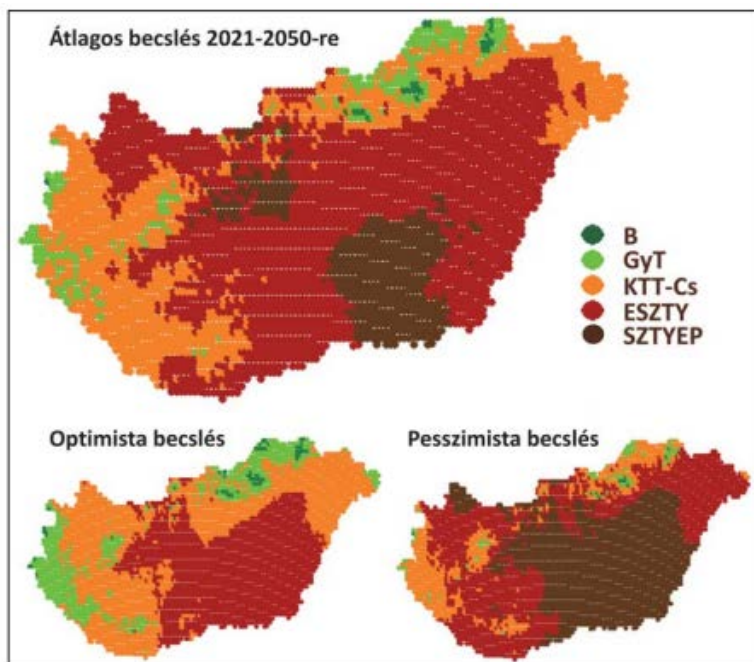 Átlagos becslés 2021-2050-re
B
GyT
KTT-Cs
ESZTY
SZTYEP
Optimista becslés
Pesszimista becslés